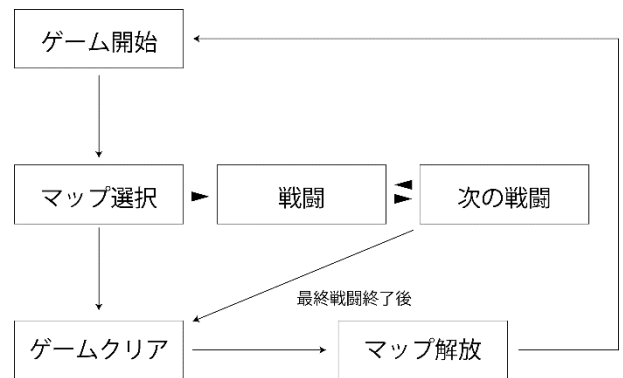 ゲーム開始
マップ選択
戦闘
次の戦闘
最終戦闘終了後
ゲームクリア
マップ解放